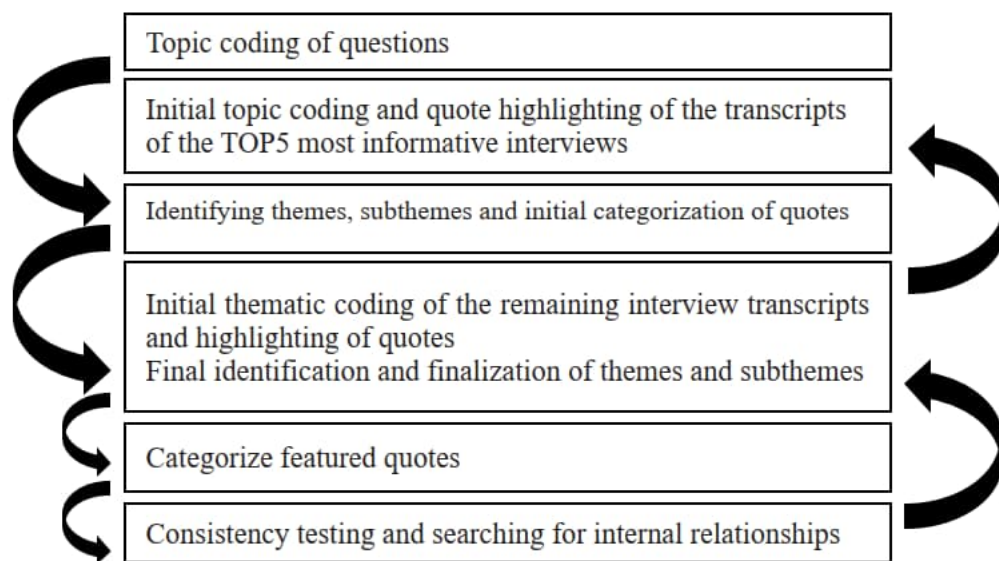 Topic coding of questions
Initial topic coding and quote highlighting of the transcripts
of the TOP5 most informative interviews
Identifying themes, subthemes and initial categorization of quotes
Initial thematic coding of the remaining interview transcripts
and highlighting of quotes
Final identification and finalization of themes and subthemes
Categorize featured quotes
Consistency testing and searching for internal relationships